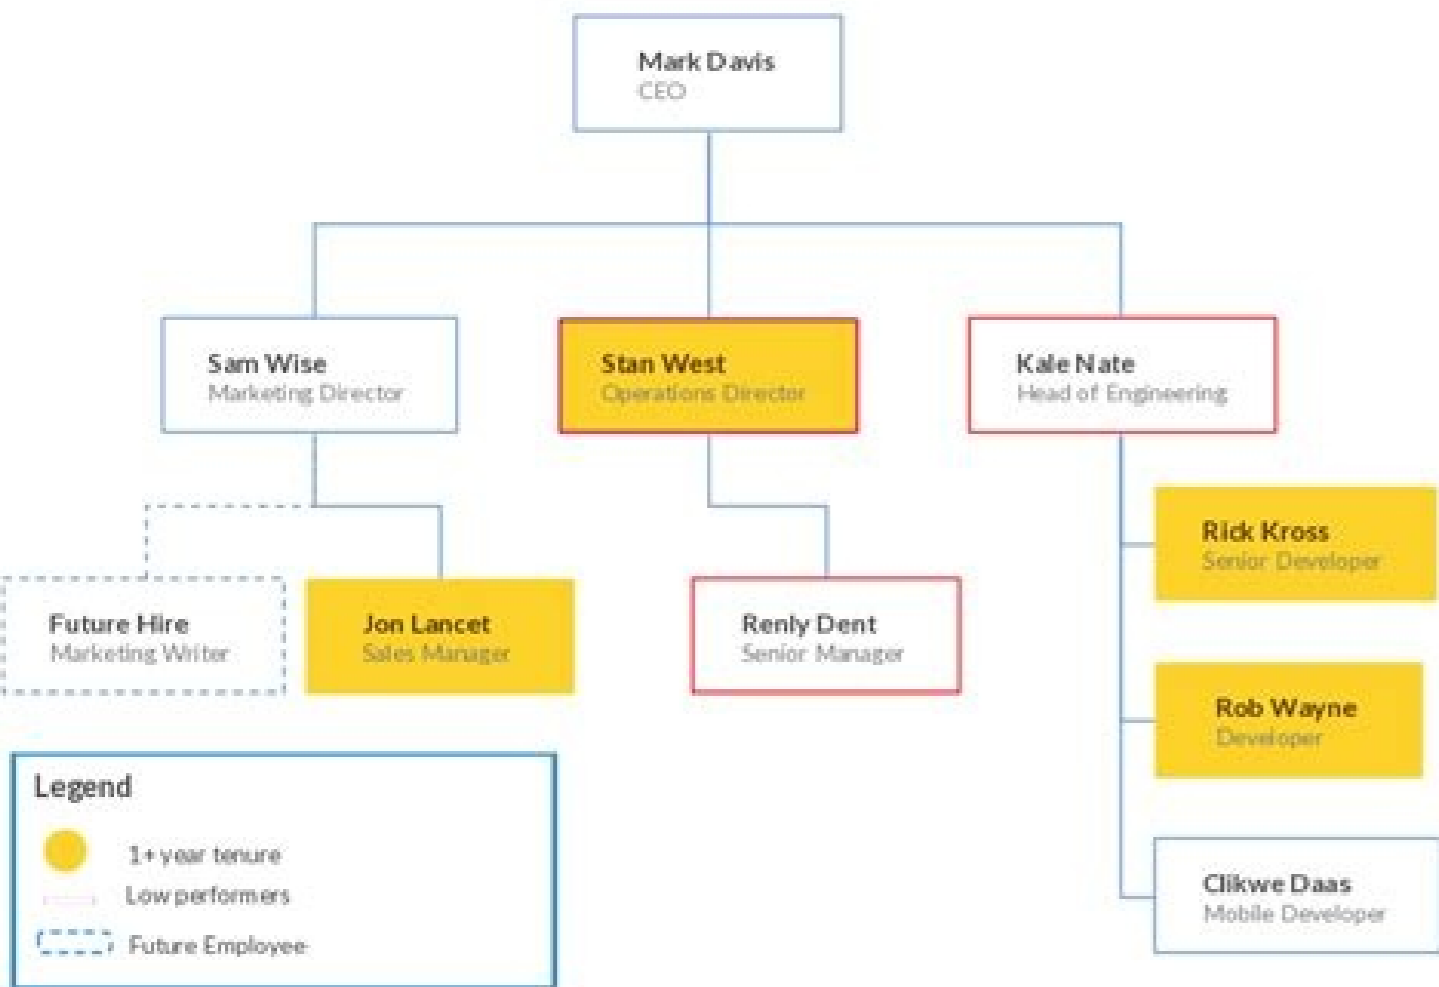 Mark Davis
CEO
Sam Wise
Marketing Director
Stan West
Operations Director
Kale Nate
Head of Engineering
Future Hire
Marketing Writer
Jon Lancet
Sales Manager
Renly Dent
Senior Manager
Rick Kross
Senior Developer
Rob Wayne
Developer
Clikwe Daas
Mobile Developer
Legend
1+ year tenure
Low performers
Future Employee